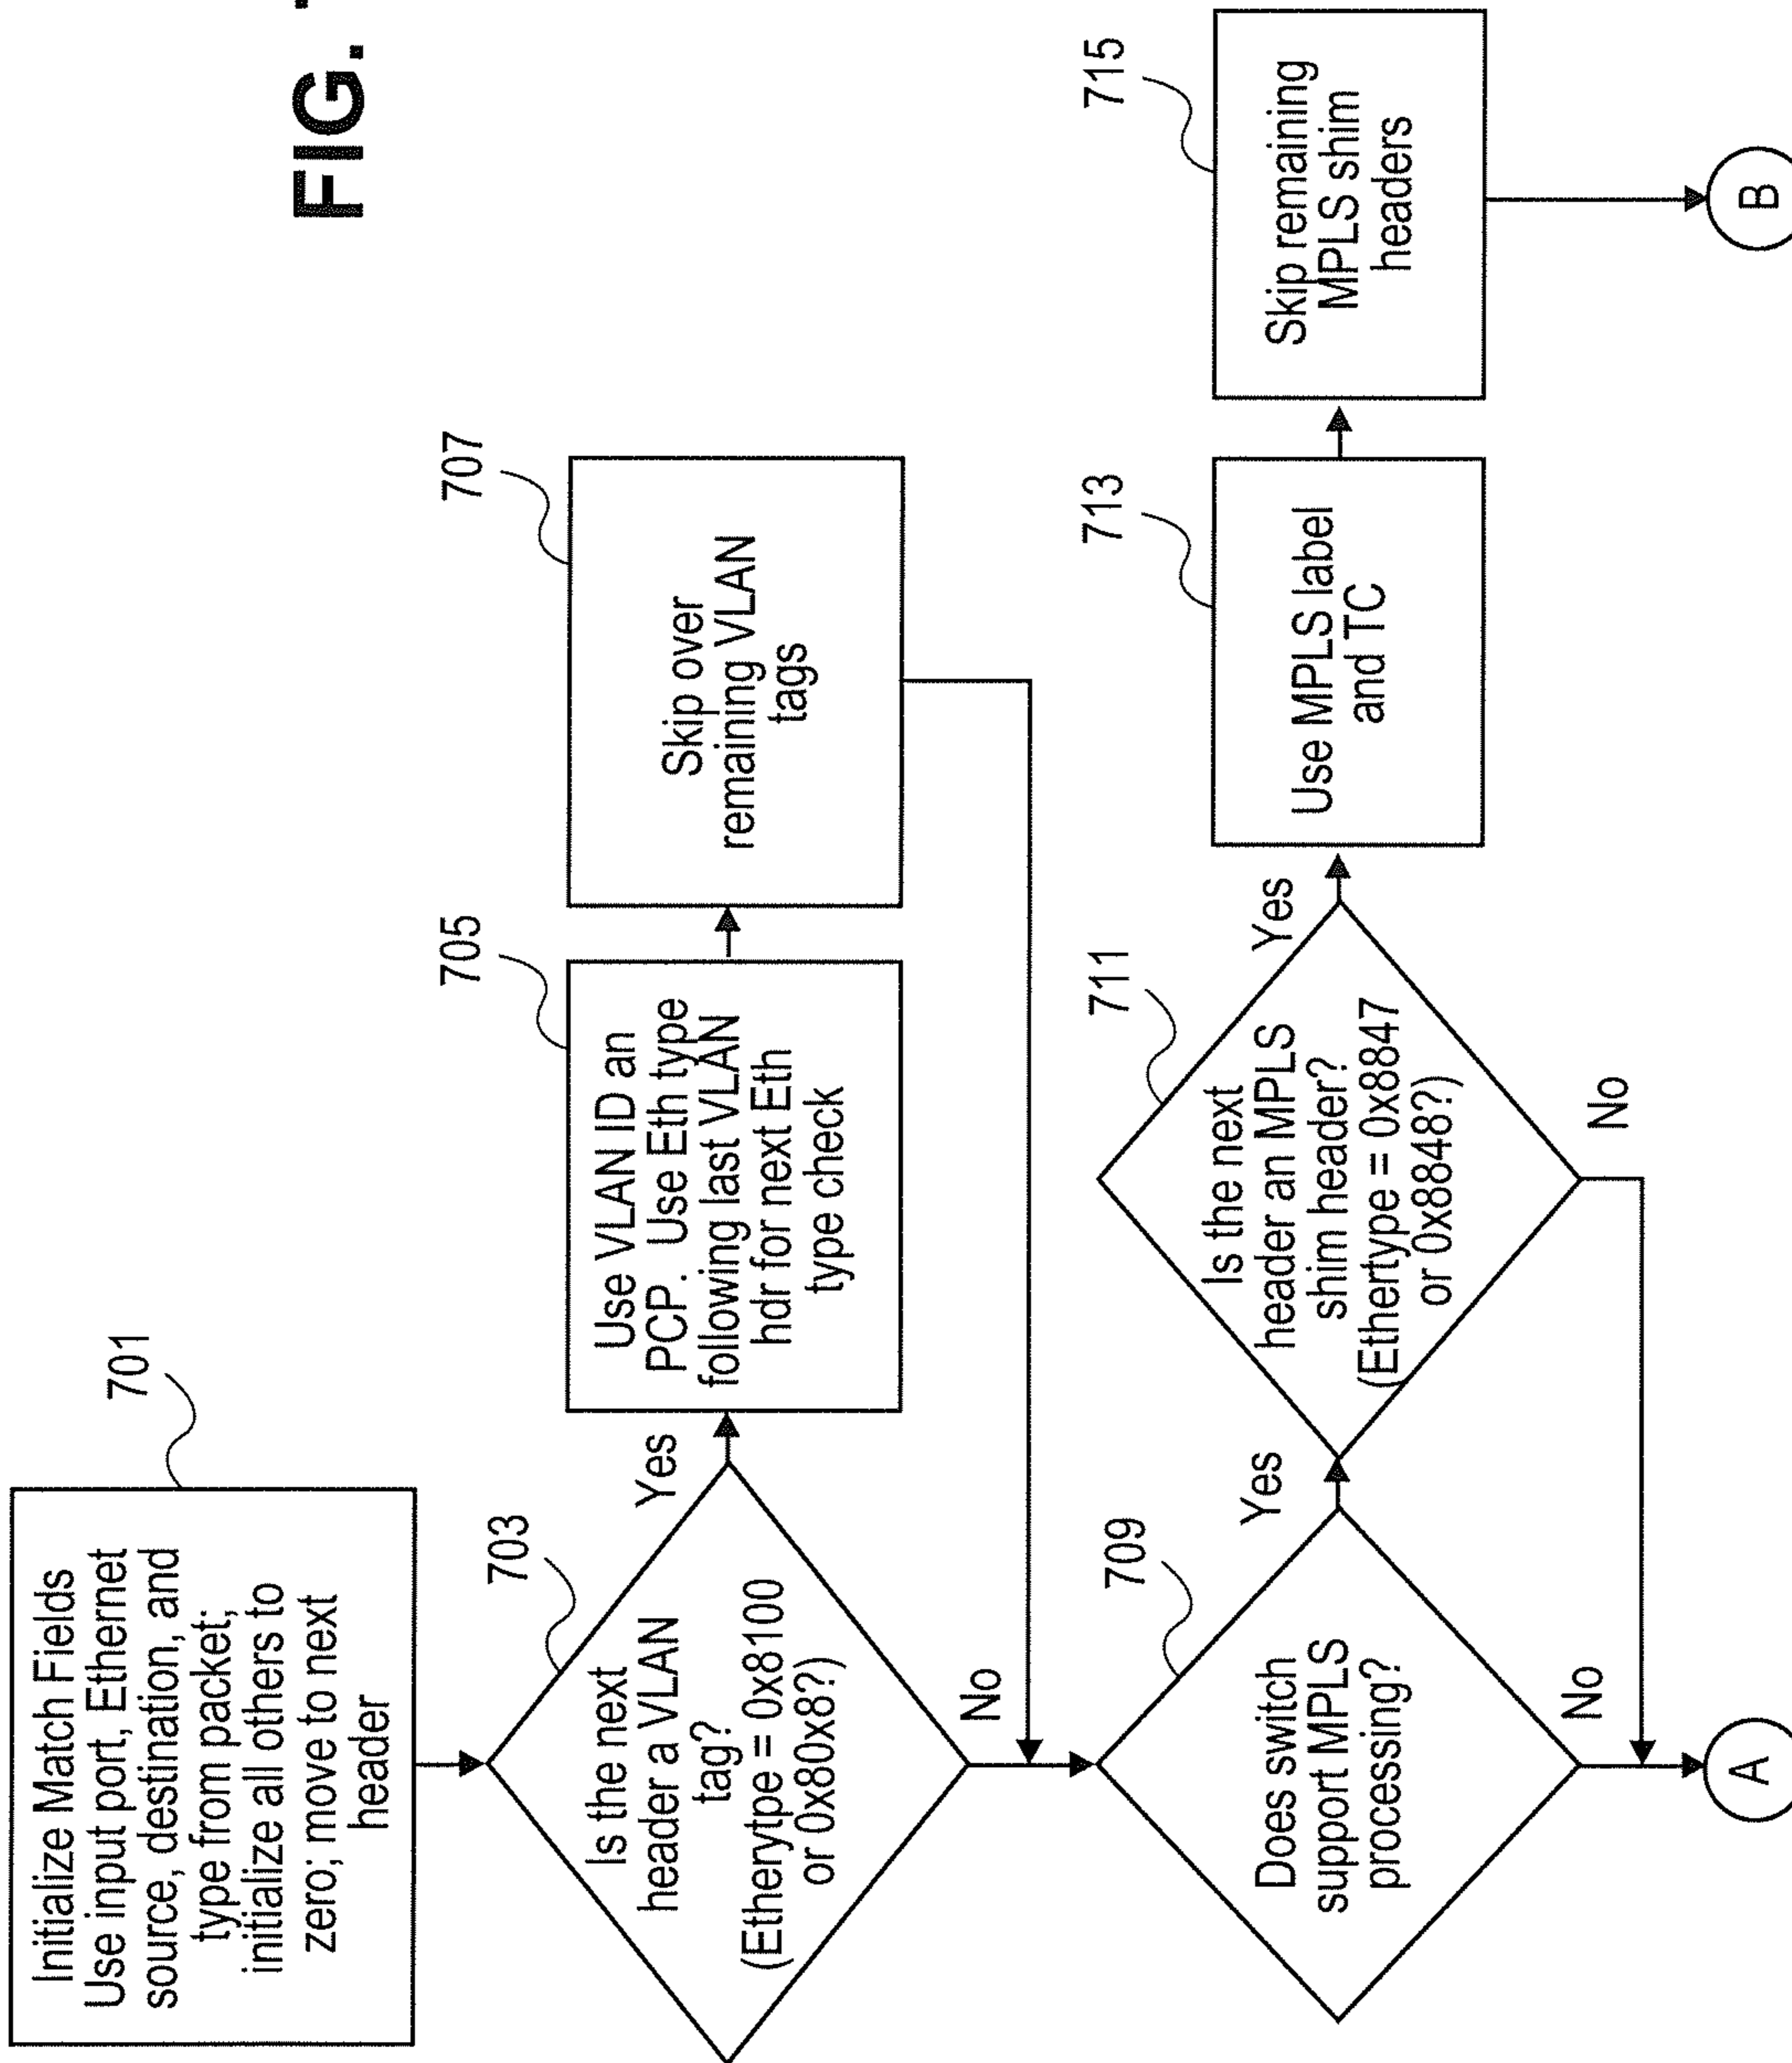 FIG.
701
Initialize Match Fields
Use input port, Ethernet
source, destination, and
type from packet;
initialize all others to
zero; move to next
header
703
Is the next
header a VLAN
tag?
(Etherytpe = 0x8100
or 0x80x8?)
Yes
No
705
Use VLAN ID an
PCP. Use Eth type
following last VLAN
hdr for next Eth
type check
707
Skip over
remaining VLAN
tags
709
Does switch
support MPLS
processing?
Yes
No
711
Is the next
header an MPLS
shim header?
(Ethertype = 0x8847
or 0x8848?)
Yes
No
713
Use MPLS label
and TC
715
Skip remaining
MPLS shim
headers
A
B